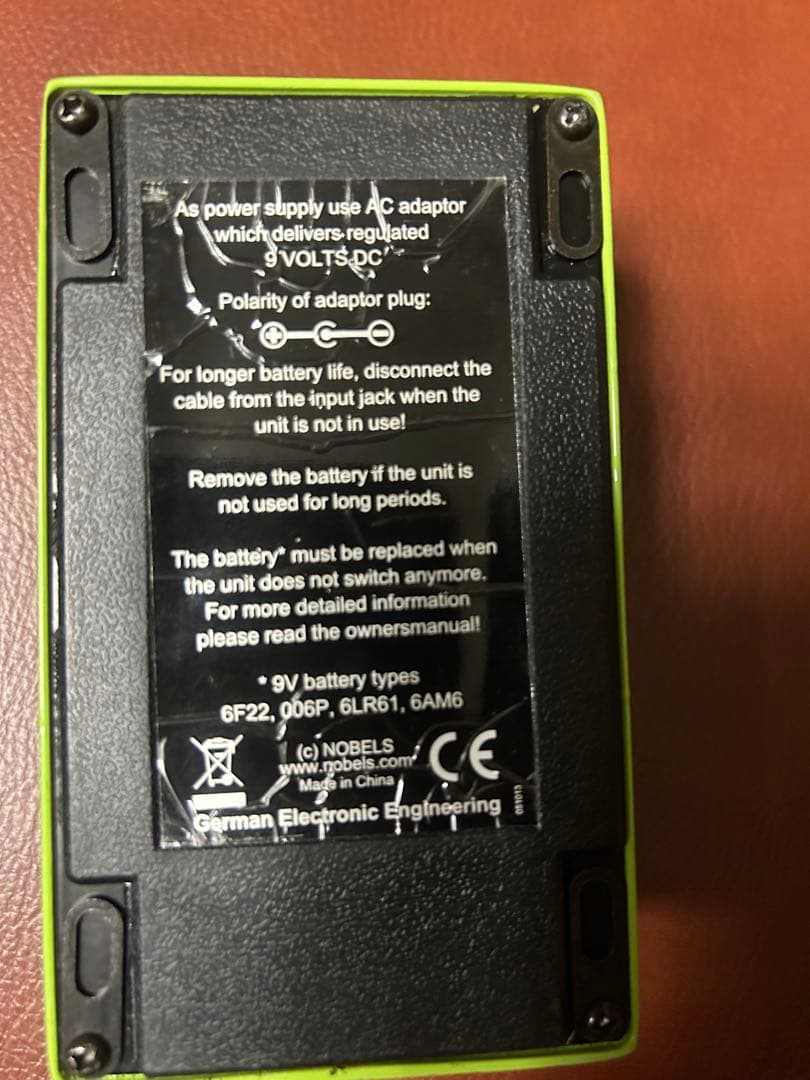 As power supply use AC adaptor
which delivers regulated
9 VOLTS DC
Polarity of adaptor plug:
For longer battery life, disconnect the
cable from the input jack when the
unit is not in use!
Remove the battery if the unit is
not used for long periods.
The battery* must be replaced when
the unit does not switch anymore.
For more detailed information
please read the ownersmanual!
* 9V battery types
6F22, 006P, 6LR61, 6AM6
(c) NOBELS
www.nobels.com
Made in China
CE
German Electronic Engineering